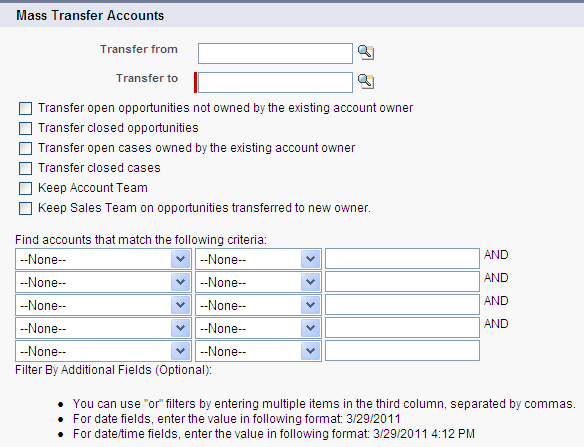 Mass Transfer Accounts
Transfer from
Transfer to
Transfer open opportunities not owned by the existing account owner
Transfer closed opportunities
Transfer open cases owned by the existing account owner
Transfer closed cases
Keep Account Team
Keep Sales Team on opportunities transferred to new owner.
Find accounts that match the following criteria:
--None-- --None-- AND
--None-- --None-- AND
--None-- --None-- AND
--None-- --None-- AND
--None-- --None--
Filter By Additional Fields (Optional):
• You can use "or" filters by entering multiple items in the third column, separated by commas.
• For date fields, enter the value in following format: 3/29/2011
• For date/time fields, enter the value in following format: 3/29/2011 4:12 PM